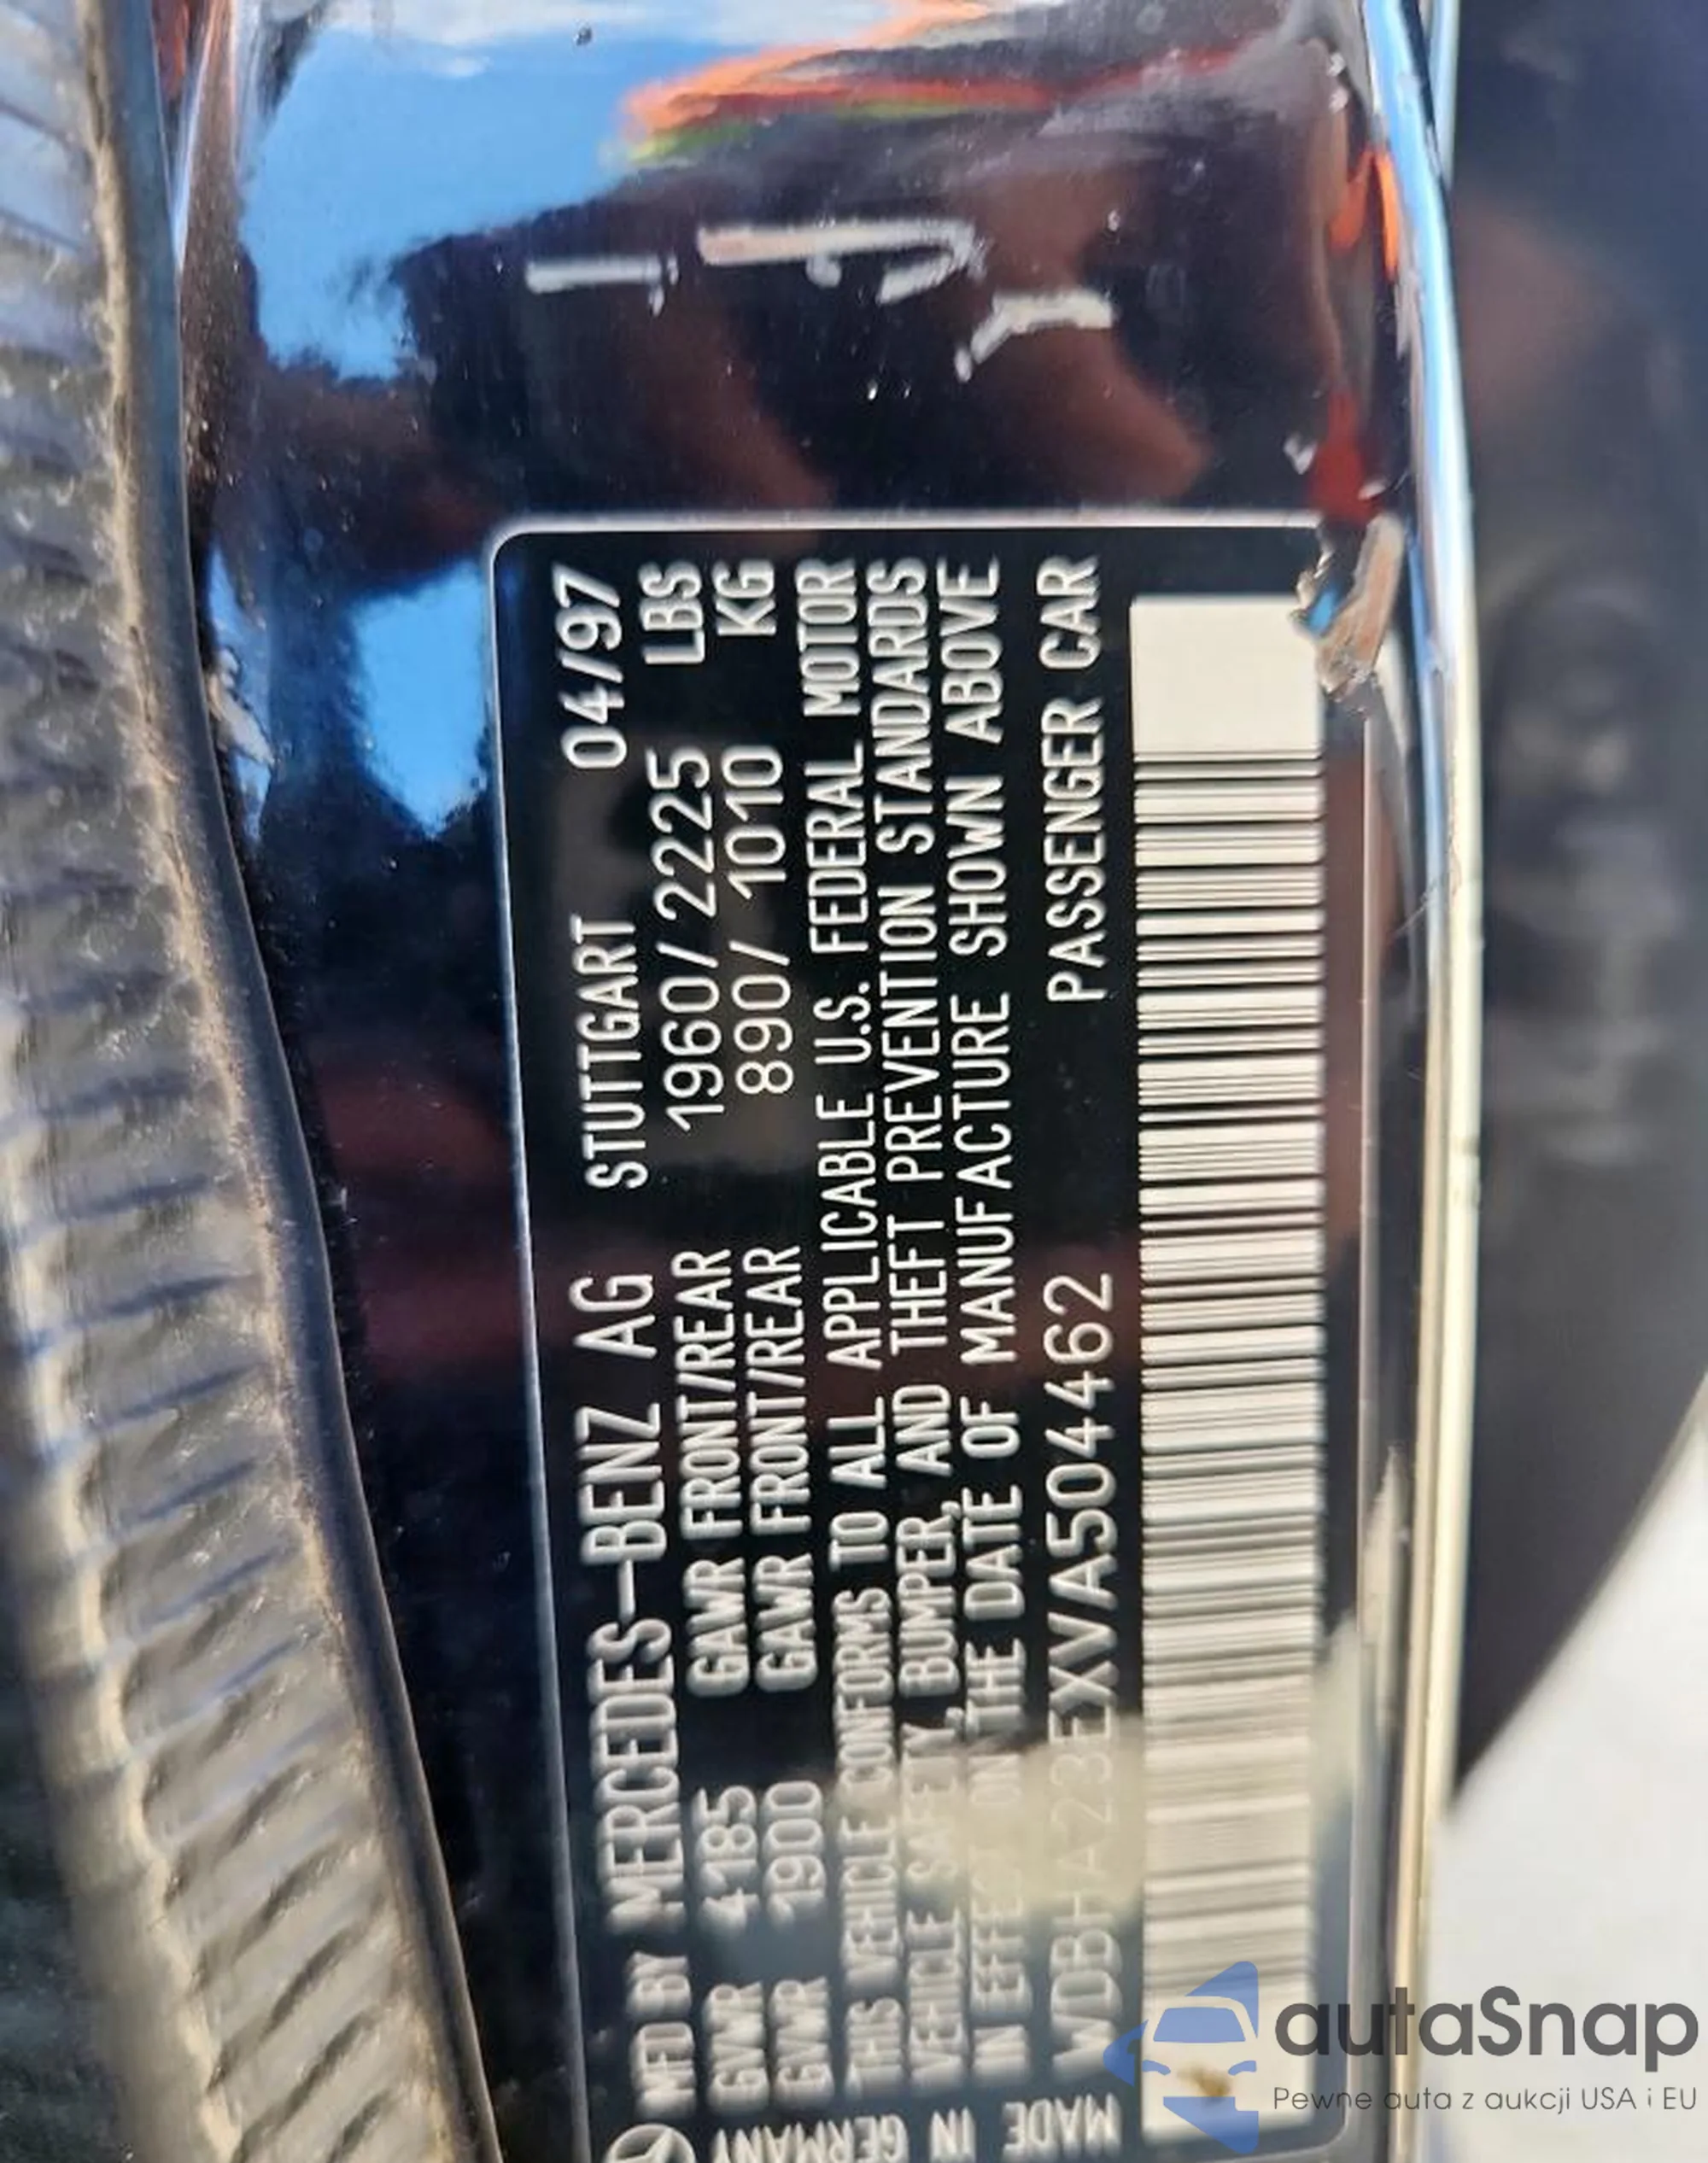 MFD BY MERCEDES-BENZ AG STUTTGART 04/97
GVWR 4185 GAWR FRONT/REAR 1960/2225 LBS
GVWR 1900 GAWR FRONT/REAR 890/1010 KG
THIS VEHICLE CONFORMS TO ALL APPLICABLE U.S. FEDERAL MOTOR
VEHICLE SAFETY, BUMPER, AND THEFT PREVENTION STANDARDS
IN EFFECT ON THE DATE OF MANUFACTURE SHOWN ABOVE
WDBHA23EXVA504462 PASSENGER CAR
MADE IN GERMANY
autaSnap
Pewne auta z aukcji USA i EU